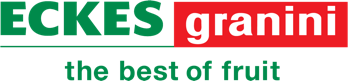 ECKES granini
the best of fruit